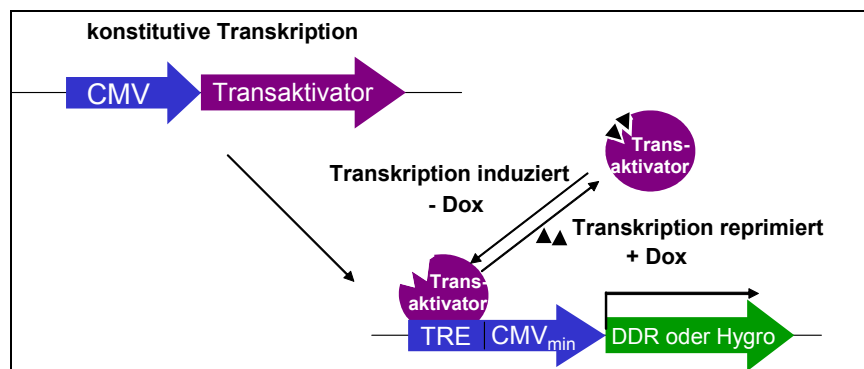 konstitutive Transkription
CMV
Transaktivator
Trans-
aktivator
Transkription induziert
- Dox
Transkription reprimiert
+ Dox
Trans-
aktivator
TRE
CMVmin
DDR oder Hygro